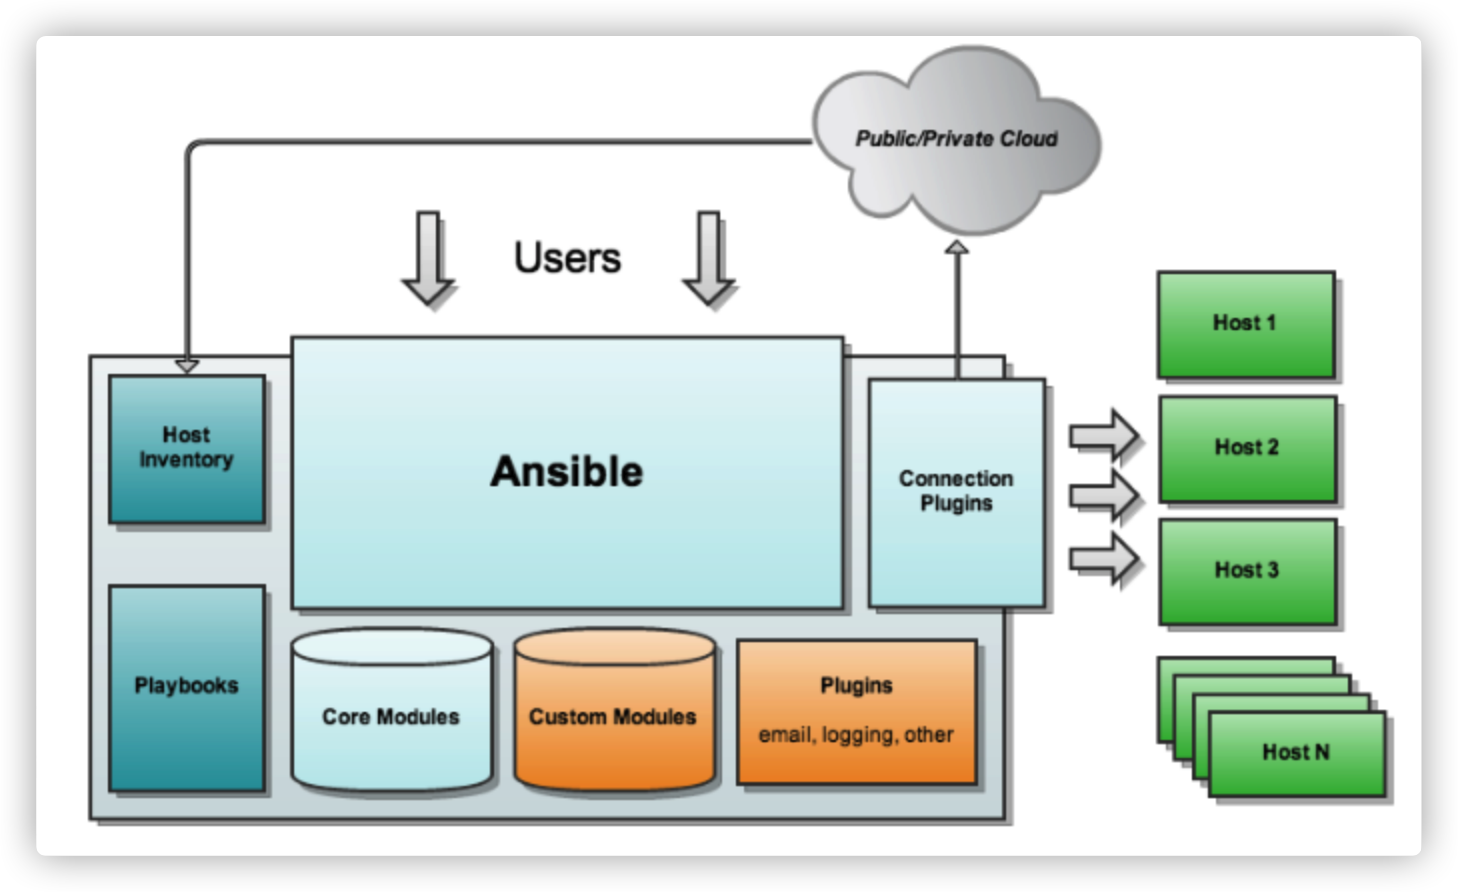 Public/Private Cloud
Users
Host 1
Host
Inventory
Ansible
Connection
Plugins
Host 2
Host 3
Playbooks
Core Modules
Custom Modules
Plugins
email, logging, other
Host N